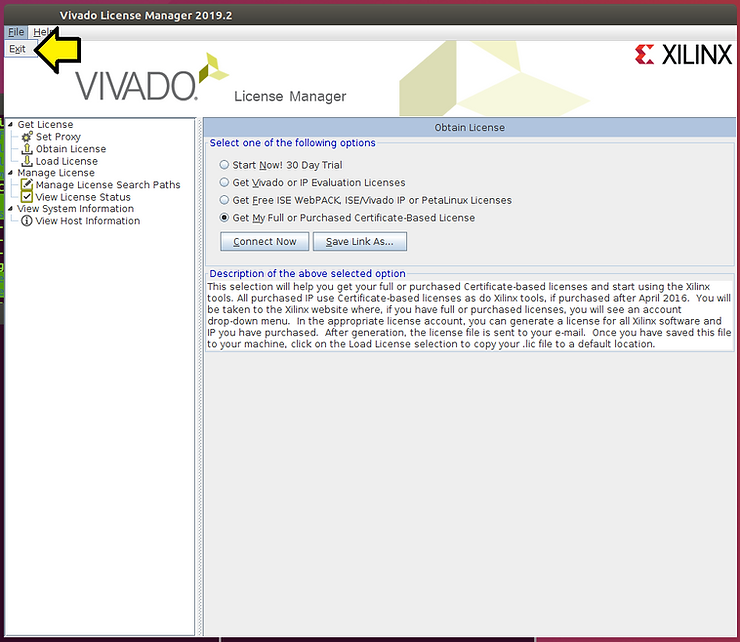 Vivado License Manager 2019.2
File Help
Exit
VIVADO.
License Manager
XILINX
Get License
Set Proxy
Obtain License
Load License
Manage License
Manage License Search Paths
View License Status
View System Information
View Host Information
Obtain License
Select one of the following options
Start Now! 30 Day Trial
Get Vivado or IP Evaluation Licenses
Get Free ISE WebPACK, ISE/Vivado IP or PetaLinux Licenses
Get My Full or Purchased Certificate-Based License
Connect Now Save Link As...
Description of the above selected option
This selection will help you get your full or purchased Certificate-based licenses and start using the Xilinx
tools. All purchased IP use Certificate-based licenses as do Xilinx tools, if purchased after April 2016. You will
be taken to the Xilinx website where, if you have full or purchased licenses, you will see an account
drop-down menu. In the appropriate license account, you can generate a license for all Xilinx software and
IP you have purchased. After generation, the license file is sent to your e-mail. Once you have saved this file
to your machine, click on the Load License selection to copy your .lic file to a default location.